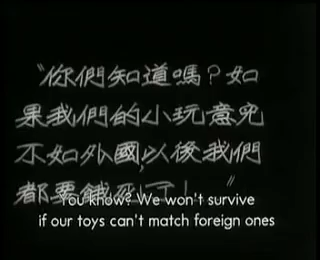 "你們知道嗎？如
果我們的小玩意兒
不如外國，以後我們
都要餓死了！"
You know? We won't survive
if our toys can't match foreign ones